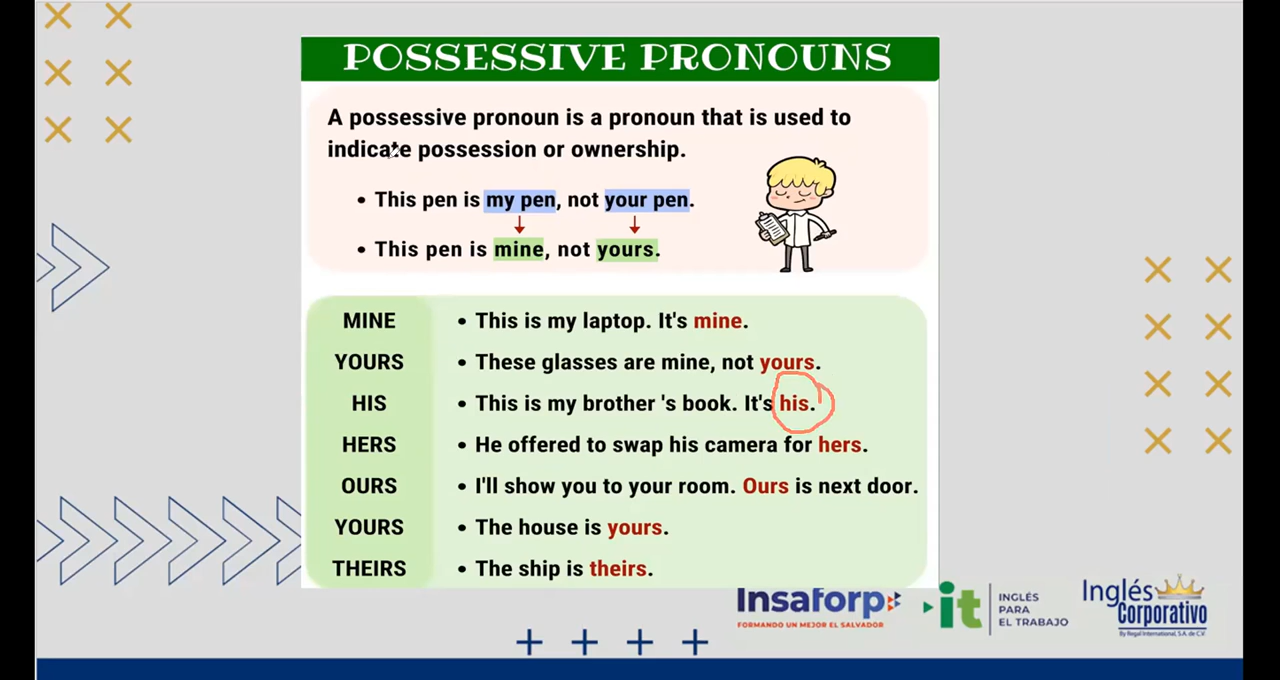 POSSESSIVE PRONOUNS
A possessive pronoun is a pronoun that is used to
indicate possession or ownership.
• This pen is my pen, not your pen.
• This pen is mine, not yours.
MINE • This is my laptop. It's mine.
YOURS • These glasses are mine, not yours.
HIS • This is my brother 's book. It's his.
HERS • He offered to swap his camera for hers.
OURS • I'll show you to your room. Ours is next door.
YOURS • The house is yours.
THEIRS • The ship is theirs.
Insaforp
FORMANDO UN MEJOR EL SALVADOR
it
INGLÉS
PARA
EL TRABAJO
Inglés
Corporativo
By Regal International, S.A. de C.V.